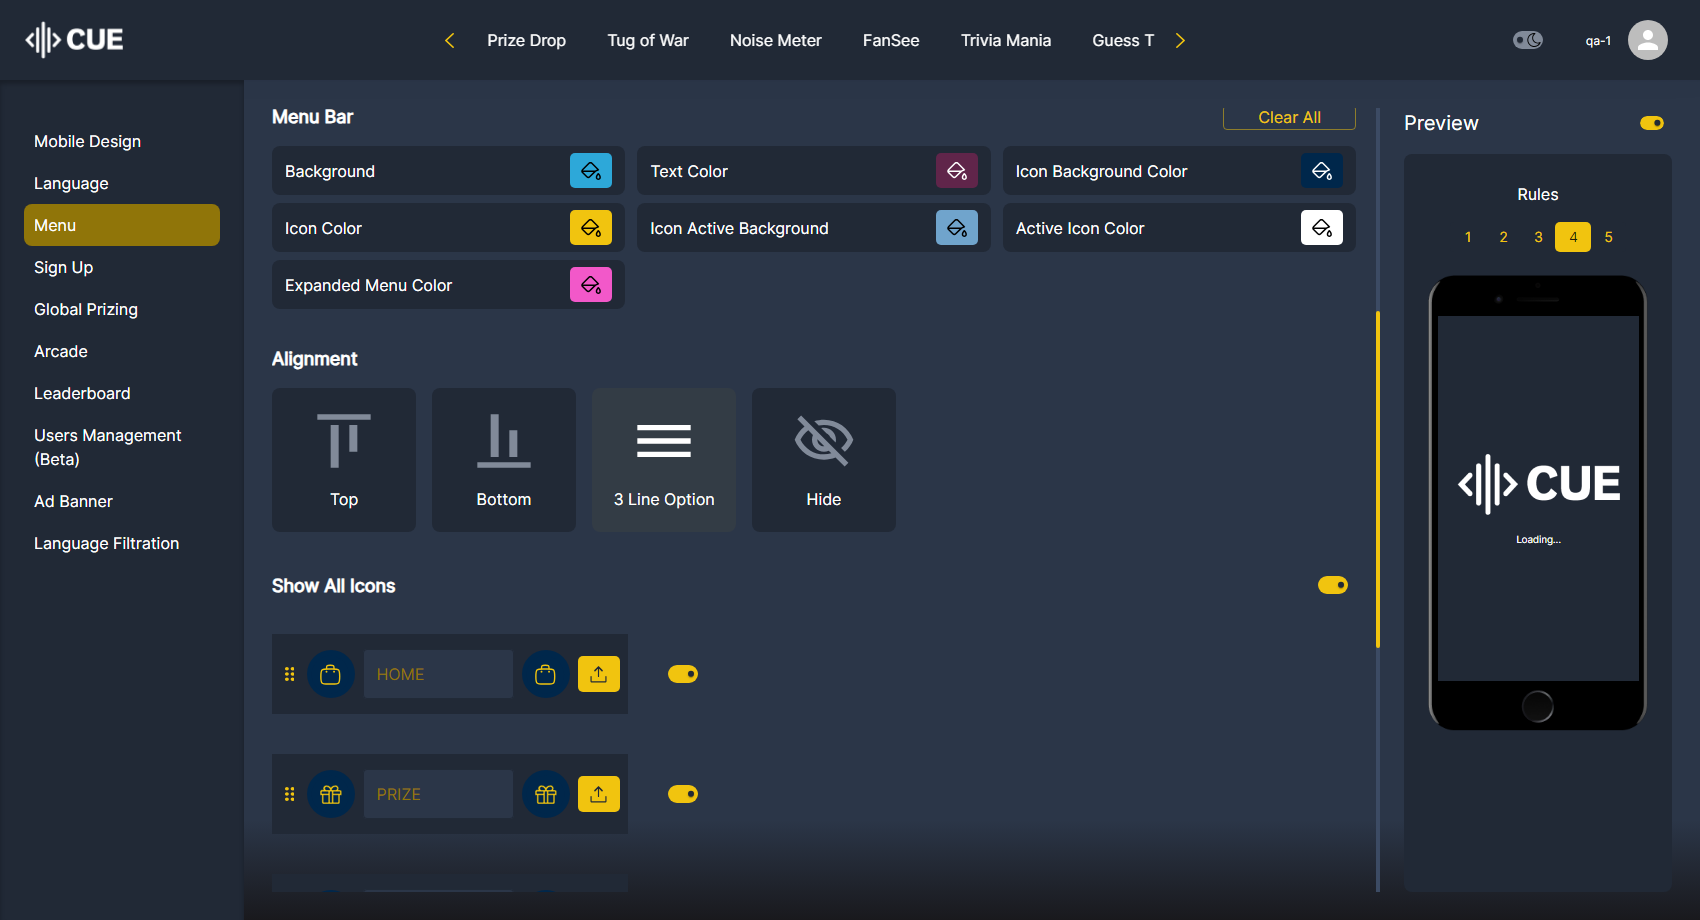 CUE
Prize Drop
Tug of War
Noise Meter
FanSee
Trivia Mania
Guess T
qa-1
Mobile Design
Language
Menu
Sign Up
Global Prizing
Arcade
Leaderboard
Users Management
(Beta)
Ad Banner
Language Filtration
Menu Bar
Clear All
Background
Text Color
Icon Background Color
Icon Color
Icon Active Background
Active Icon Color
Expanded Menu Color
Alignment
Top
Bottom
3 Line Option
Hide
Show All Icons
HOME
PRIZE
Preview
Rules
1 2 3 4 5
CUE
Loading...